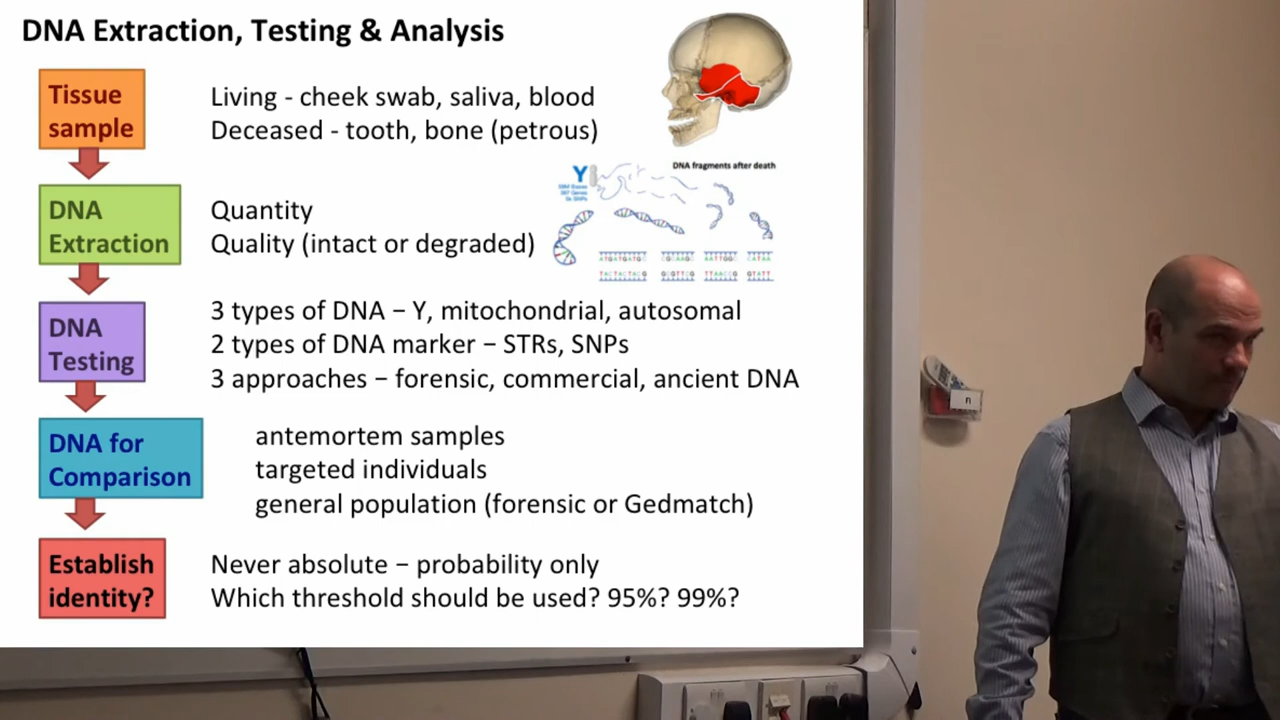 DNA Extraction, Testing & Analysis
Tissue
sample
Living - cheek swab, saliva, blood
Deceased - tooth, bone (petrous)
DNA fragments after death
Y
DNA
Extraction
Quantity
Quality (intact or degraded)
DNA
Testing
3 types of DNA – Y, mitochondrial, autosomal
2 types of DNA marker – STRs, SNPs
3 approaches – forensic, commercial, ancient DNA
DNA for
Comparison
antemortem samples
targeted individuals
general population (forensic or Gedmatch)
Establish
identity?
Never absolute – probability only
Which threshold should be used? 95%? 99%?
n